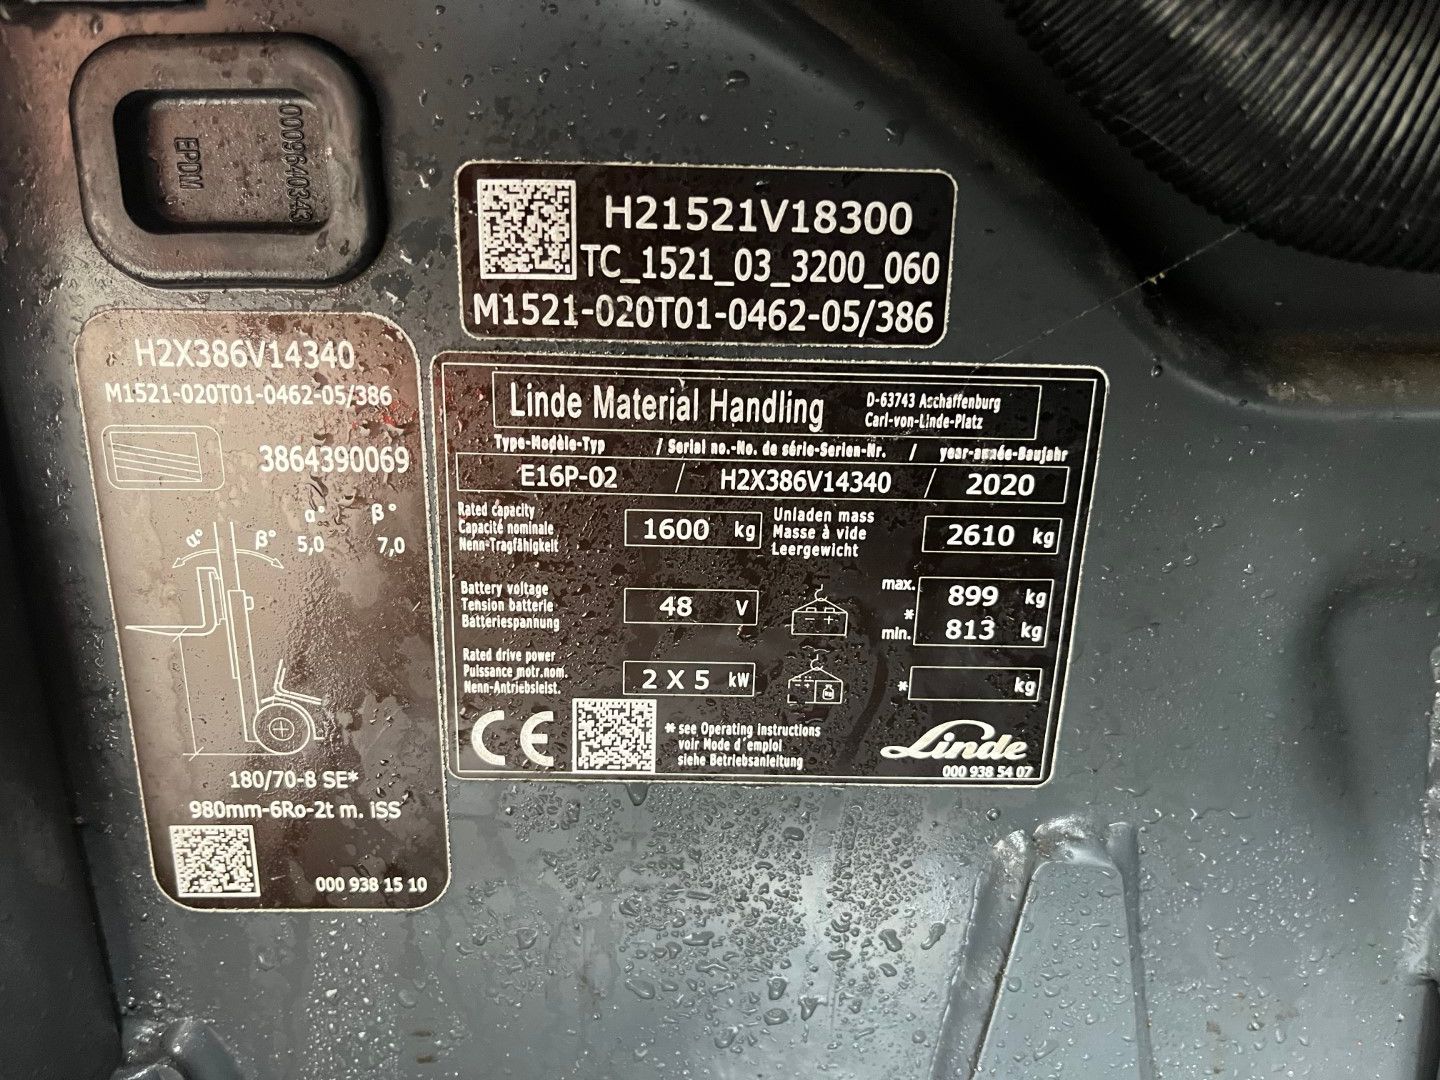 0009640343
EPDM
H21521V18300
TC_1521_03_3200_060
M1521-020T01-0462-05/386
H2X386V14340
M1521-020T01-0462-05/386
3864390069
α° β°
α° β° 5,0 7,0
180/70-8 SE*
980mm-6Ro-2t m. iSS
000 938 15 10
Linde Material Handling
D-63743 Aschaffenburg
Carl-von-Linde-Platz
Type-Modèle-Typ / Serial no.-No. de série-Serien-Nr. / year-année-Baujahr
E16P-02 / H2X386V14340 / 2020
Rated capacity
Capacité nominale
Nenn-Tragfähigkeit
1600 kg
Unladen mass
Masse à vide
Leergewicht
2610 kg
Battery voltage
Tension batterie
Batteriespannung
48 V
max. 899 kg
*
min. 813 kg
Rated drive power
Puissance motr.nom.
Nenn-Antriebsleist.
2 X 5 kW
* kg
CE
* see Operating instructions
voir Mode d´emploi
siehe Betriebsanleitung
Linde
000 938 54 07